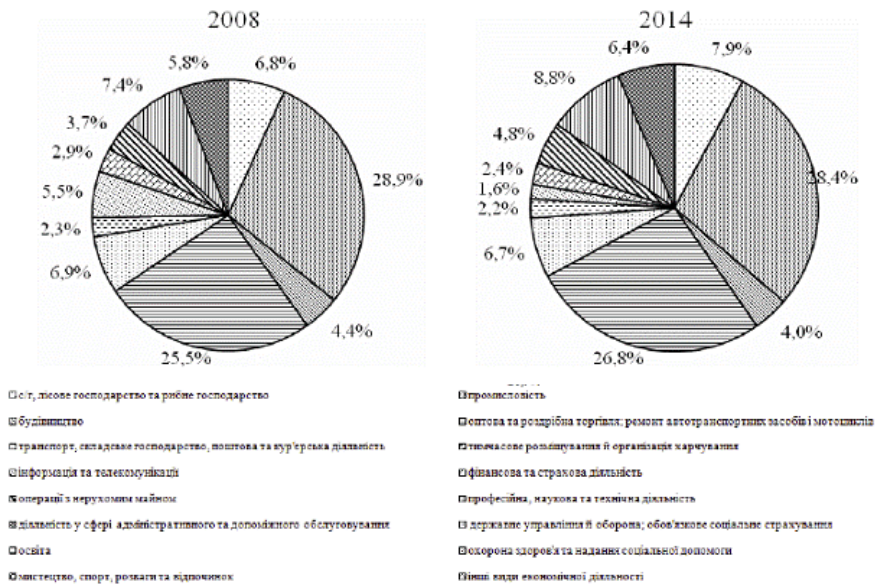 2008
2014
5,8%
6,8%
7,4%
3,7%
2,9%
5,5%
2,3%
6,9%
28,9%
4,4%
25,5%
6,4%
7,9%
8,8%
4,8%
2,4%
1,6%
2,2%
6,7%
28,4%
4,0%
26,8%
с/г, лісове господарство та рибне господарство
промисловість
будівництво
оптова та роздрібна торгівля; ремонт автотранспортних засобів і мотоциклів
транспорт, складське господарство, поштова та кур'єрська діяльність
тимчасове розміщування й організація харчування
інформація та телекомунікації
фінансова та страхова діяльність
операції з нерухомим майном
професійна, наукова та технічна діяльність
діяльність у сфері адміністративного та допоміжного обслуговування
державне управління й оборона; обов'язкове соціальне страхування
освіта
охорона здоров'я та надання соціальної допомоги
мистецтво, спорт, розваги та відпочинок
інші види економічної діяльності